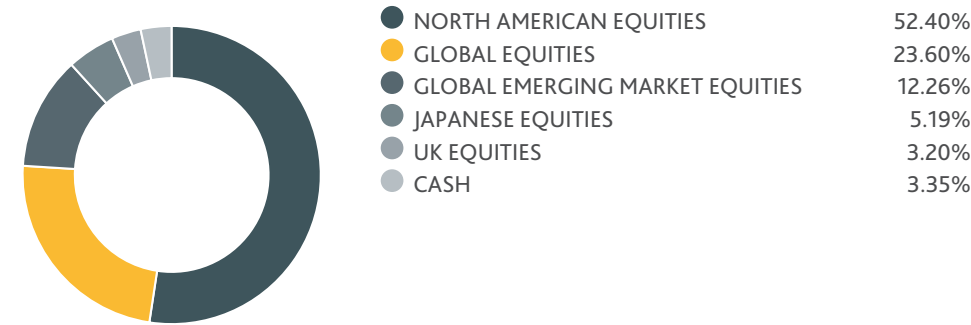 NORTH AMERICAN EQUITIES 52.40%
GLOBAL EQUITIES 23.60%
GLOBAL EMERGING MARKET EQUITIES 12.26%
JAPANESE EQUITIES 5.19%
UK EQUITIES 3.20%
CASH 3.35%